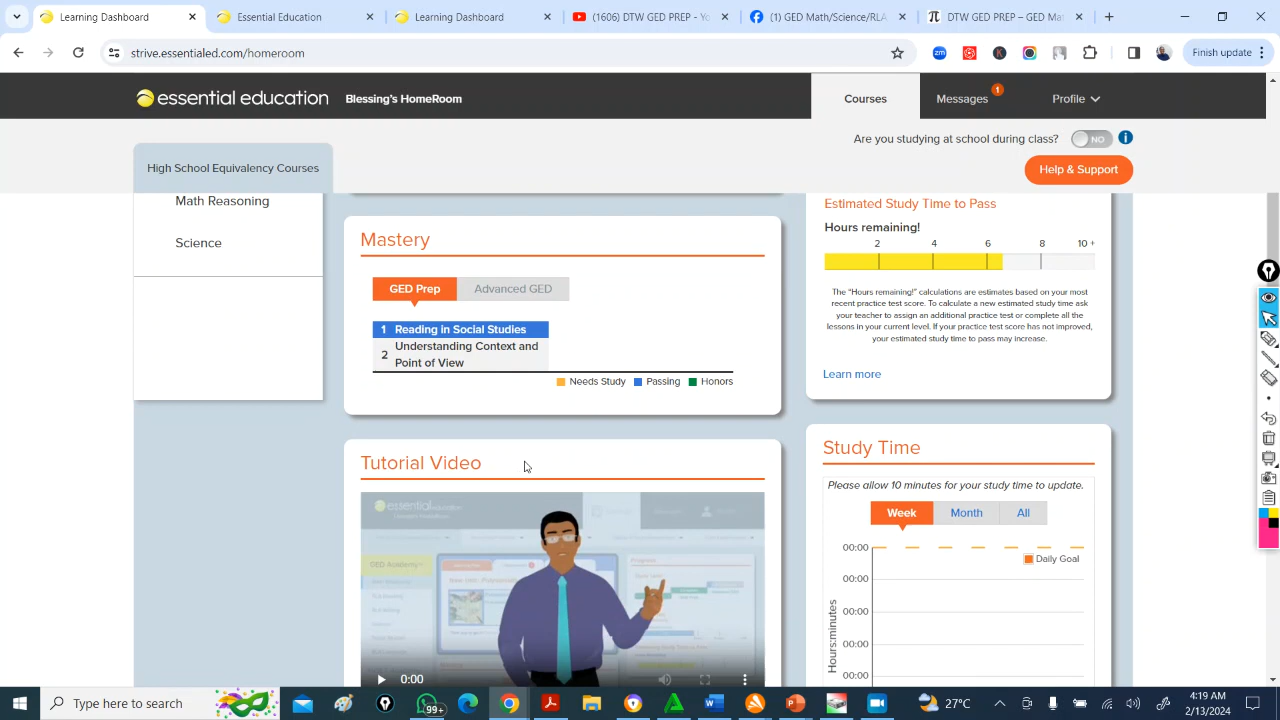 Learning Dashboard
Essential Education
Learning Dashboard
(1606) DTW GED PREP - Yo
(1) GED Math/Science/RLA
DTW GED PREP – GED Mat
strive.essentialed.com/homeroom
zm
K
Finish update
essential education
Blessing's HomeRoom
Courses
Messages
1
Profile
Are you studying at school during class?
NO
i
High School Equivalency Courses
Help & Support
Math Reasoning
Science
Mastery
GED Prep
Advanced GED
1 Reading in Social Studies
2 Understanding Context and
Point of View
Needs Study
Passing
Honors
Estimated Study Time to Pass
Hours remaining!
2 4 6 8 10 +
The "Hours remaining!" calculations are estimates based on your most
recent practice test score. To calculate a new estimated study time ask
your teacher to assign an additional practice test or complete all the
lessons in your current level. If your practice test score has not improved,
your estimated study time to pass may increase.
Learn more
Tutorial Video
essential education
0:00
Study Time
Please allow 10 minutes for your study time to update.
Week
Month
All
Daily Goal
00:00
00:00
00:00
00:00
00:00
Hours:minutes
Type here to search
99+
27°C
4:19 AM
2/13/2024